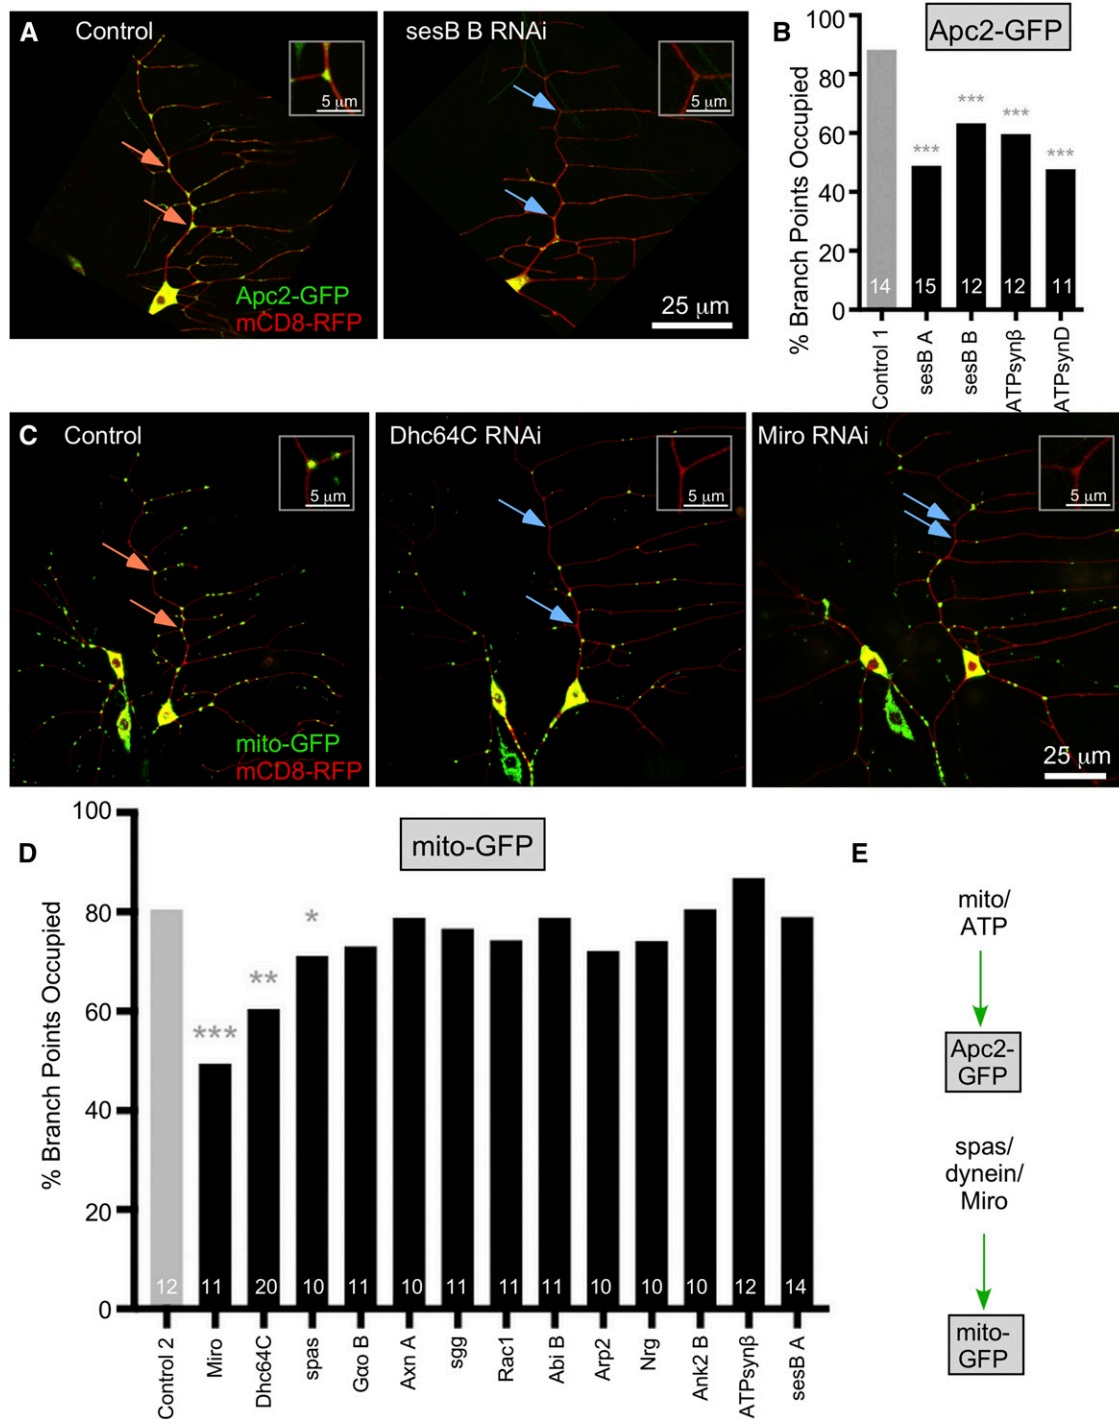 A
Control
sesB B RNAi
5 μm
5 μm
Apc2-GFP
mCD8-RFP
25 μm
B
Apc2-GFP
% Branch Points Occupied
100
80
60
40
20
0
***
***
***
***
14
15
12
12
11
Control 1
sesB A
sesB B
ATPsynβ
ATPsynD
C
Control
Dhc64C RNAi
Miro RNAi
5 μm
5 μm
5 μm
mito-GFP
mCD8-RFP
25 μm
D
mito-GFP
% Branch Points Occupied
100
80
60
40
20
0
***
**
*
12
11
20
10
11
10
11
11
11
10
10
10
12
14
Control 2
Miro
Dhc64C
spas
Gαo B
Axn A
sgg
Rac1
Abi B
Arp2
Nrg
Ank2 B
ATPsynβ
sesB A
E
mito/
ATP
Apc2-
GFP
spas/
dynein/
Miro
mito-
GFP